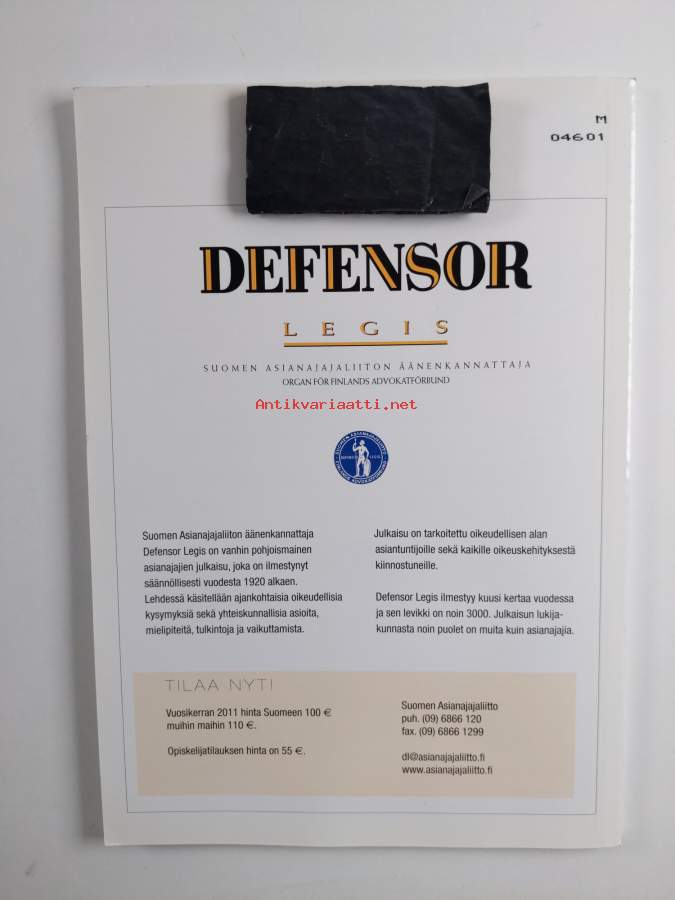 M
04601
DEFENSOR
LEGIS
SUOMEN ASIANAJAJALIITON ÄÄNENKANNATTAJA
ORGAN FÖR FINLANDS ADVOKATFÖRBUND
Antikvariaatti.net
Suomen Asianajajaliiton äänenkannattaja
Defensor Legis on vanhin pohjoismainen
asianajajien julkaisu, joka on ilmestynyt
säännöllisesti vuodesta 1920 alkaen.
Lehdessä käsitellään ajankohtaisia oikeudellisia
kysymyksiä sekä yhteiskunnallisia asioita,
mielipiteitä, tulkintoja ja vaikuttamista.
Julkaisu on tarkoitettu oikeudellisen alan
asiantuntijoille sekä kaikille oikeuskehityksestä
kiinnostuneille.
Defensor Legis ilmestyy kuusi kertaa vuodessa
ja sen levikki on noin 3000. Julkaisun lukija-
kunnasta noin puolet on muita kuin asianajajia.
TILAA NYT!
Vuosikerran 2011 hinta Suomeen 100 €
muihin maihin 110 €.
Opiskelijatilauksen hinta on 55 €.
Suomen Asianajajaliitto
puh. (09) 6866 120
fax. (09) 6866 1299
dl@asianajajaliitto.fi
www.asianajajaliitto.fi